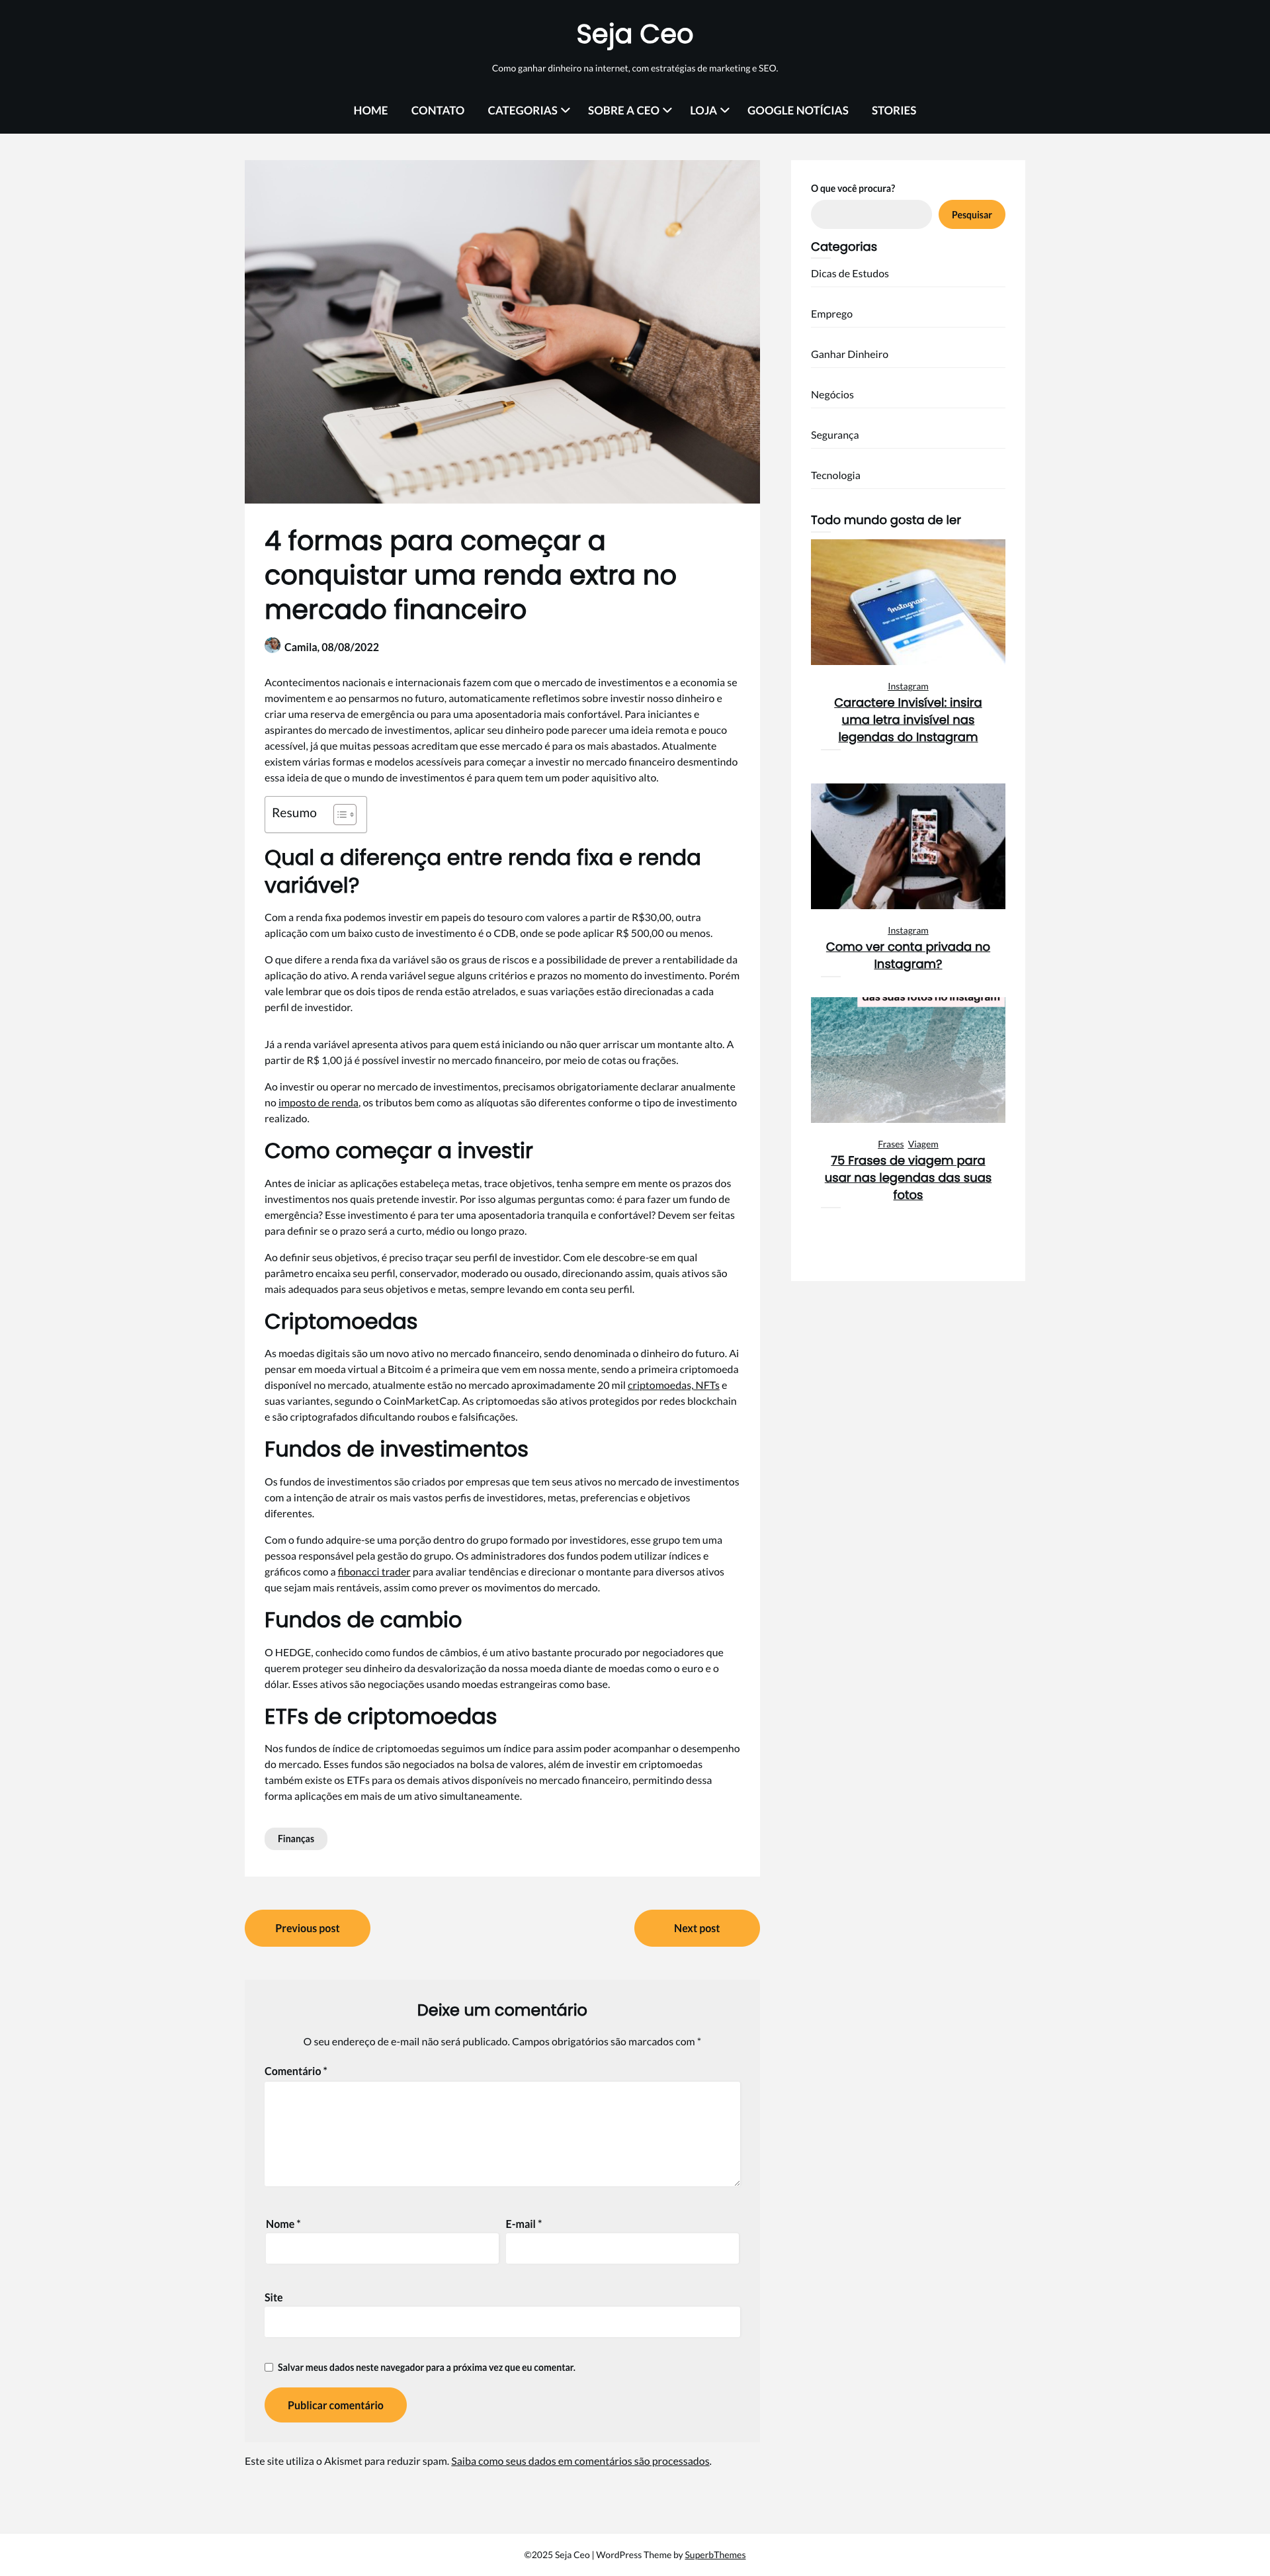 Seja Ceo
Como ganhar dinheiro na internet, com estratégias de marketing e SEO.
HOME CONTATO CATEGORIAS SOBRE A CEO LOJA GOOGLE NOTÍCIAS STORIES
4 formas para começar a
conquistar uma renda extra no
mercado financeiro
Camila, 08/08/2022
Acontecimentos nacionais e internacionais fazem com que o mercado de investimentos e a economia se
movimentem e ao pensarmos no futuro, automaticamente refletimos sobre investir nosso dinheiro e
criar uma reserva de emergência ou para uma aposentadoria mais confortável. Para iniciantes e
aspirantes do mercado de investimentos, aplicar seu dinheiro pode parecer uma ideia remota e pouco
acessível, já que muitas pessoas acreditam que esse mercado é para os mais abastados. Atualmente
existem várias formas e modelos acessíveis para começar a investir no mercado financeiro desmentindo
essa ideia de que o mundo de investimentos é para quem tem um poder aquisitivo alto.
Resumo
Qual a diferença entre renda fixa e renda
variável?
Com a renda fixa podemos investir em papeis do tesouro com valores a partir de R$30,00, outra
aplicação com um baixo custo de investimento é o CDB, onde se pode aplicar R$ 500,00 ou menos.
O que difere a renda fixa da variável são os graus de riscos e a possibilidade de prever a rentabilidade da
aplicação do ativo. A renda variável segue alguns critérios e prazos no momento do investimento. Porém
vale lembrar que os dois tipos de renda estão atrelados, e suas variações estão direcionadas a cada
perfil de investidor.
Já a renda variável apresenta ativos para quem está iniciando ou não quer arriscar um montante alto. A
partir de R$ 1,00 já é possível investir no mercado financeiro, por meio de cotas ou frações.
Ao investir ou operar no mercado de investimentos, precisamos obrigatoriamente declarar anualmente
no imposto de renda, os tributos bem como as alíquotas são diferentes conforme o tipo de investimento
realizado.
Como começar a investir
Antes de iniciar as aplicações estabeleça metas, trace objetivos, tenha sempre em mente os prazos dos
investimentos nos quais pretende investir. Por isso algumas perguntas como: é para fazer um fundo de
emergência? Esse investimento é para ter uma aposentadoria tranquila e confortável? Devem ser feitas
para definir se o prazo será a curto, médio ou longo prazo.
Ao definir seus objetivos, é preciso traçar seu perfil de investidor. Com ele descobre-se em qual
parâmetro encaixa seu perfil, conservador, moderado ou ousado, direcionando assim, quais ativos são
mais adequados para seus objetivos e metas, sempre levando em conta seu perfil.
Criptomoedas
As moedas digitais são um novo ativo no mercado financeiro, sendo denominada o dinheiro do futuro. Ai
pensar em moeda virtual a Bitcoim é a primeira que vem em nossa mente, sendo a primeira criptomoeda
disponível no mercado, atualmente estão no mercado aproximadamente 20 mil criptomoedas, NFTs e
suas variantes, segundo o CoinMarketCap. As criptomoedas são ativos protegidos por redes blockchain
e são criptografados dificultando roubos e falsificações.
Fundos de investimentos
Os fundos de investimentos são criados por empresas que tem seus ativos no mercado de investimentos
com a intenção de atrair os mais vastos perfis de investidores, metas, preferencias e objetivos
diferentes.
Com o fundo adquire-se uma porção dentro do grupo formado por investidores, esse grupo tem uma
pessoa responsável pela gestão do grupo. Os administradores dos fundos podem utilizar índices e
gráficos como a fibonacci trader para avaliar tendências e direcionar o montante para diversos ativos
que sejam mais rentáveis, assim como prever os movimentos do mercado.
Fundos de cambio
O HEDGE, conhecido como fundos de câmbios, é um ativo bastante procurado por negociadores que
querem proteger seu dinheiro da desvalorização da nossa moeda diante de moedas como o euro e o
dólar. Esses ativos são negociações usando moedas estrangeiras como base.
ETFs de criptomoedas
Nos fundos de índice de criptomoedas seguimos um índice para assim poder acompanhar o desempenho
do mercado. Esses fundos são negociados na bolsa de valores, além de investir em criptomoedas
também existe os ETFs para os demais ativos disponíveis no mercado financeiro, permitindo dessa
forma aplicações em mais de um ativo simultaneamente.
Finanças
Previous post
Next post
Deixe um comentário
O seu endereço de e-mail não será publicado. Campos obrigatórios são marcados com *
Comentário *
Nome *
E-mail *
Site
Salvar meus dados neste navegador para a próxima vez que eu comentar.
Publicar comentário
Este site utiliza o Akismet para reduzir spam. Saiba como seus dados em comentários são processados.
O que você procura?
Pesquisar
Categorias
Dicas de Estudos
Emprego
Ganhar Dinheiro
Negócios
Segurança
Tecnologia
Todo mundo gosta de ler
Instagram
Instagram
Caractere Invisível: insira
uma letra invisível nas
legendas do Instagram
Instagram
Como ver conta privada no
Instagram?
das suas fotos no instagram
Frases Viagem
75 Frases de viagem para
usar nas legendas das suas
fotos
©2025 Seja Ceo | WordPress Theme by SuperbThemes